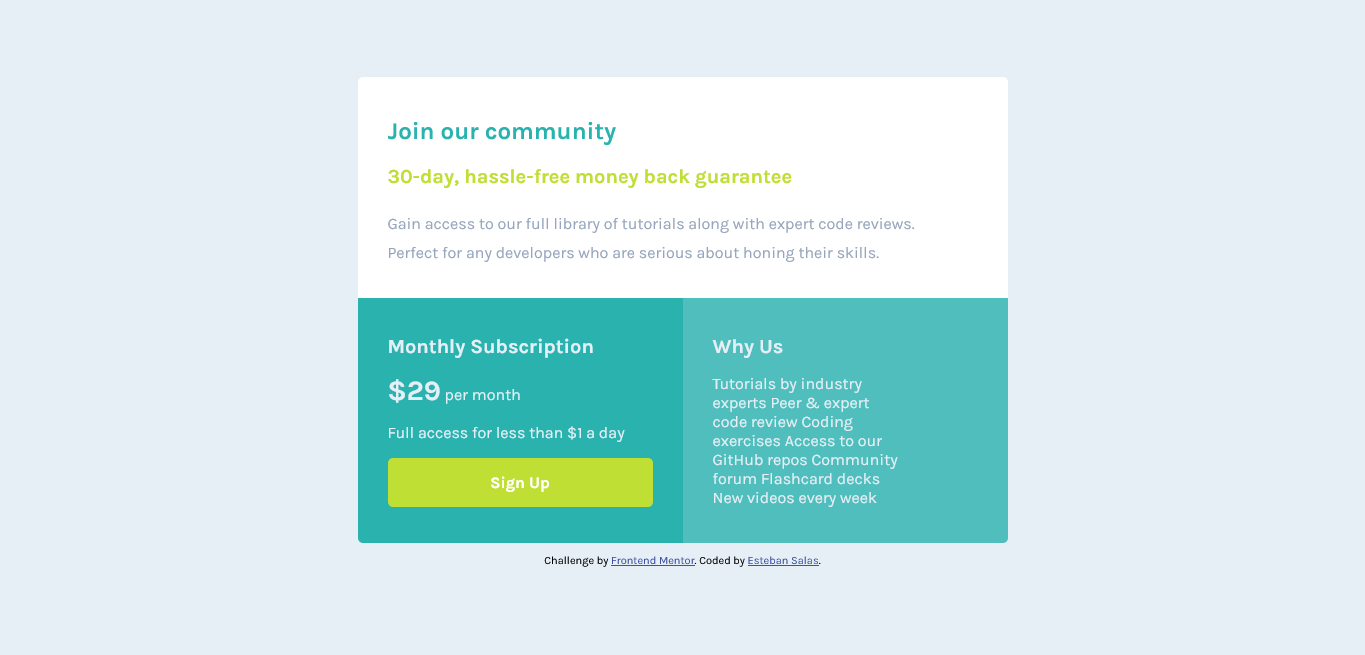 Join our community
30-day, hassle-free money back guarantee
Gain access to our full library of tutorials along with expert code reviews.
Perfect for any developers who are serious about honing their skills.
Monthly Subscription
$29 per month
Full access for less than $1 a day
Sign Up
Why Us
Tutorials by industry
experts Peer & expert
code review Coding
exercises Access to our
GitHub repos Community
forum Flashcard decks
New videos every week
Challenge by Frontend Mentor. Coded by Esteban Salas.